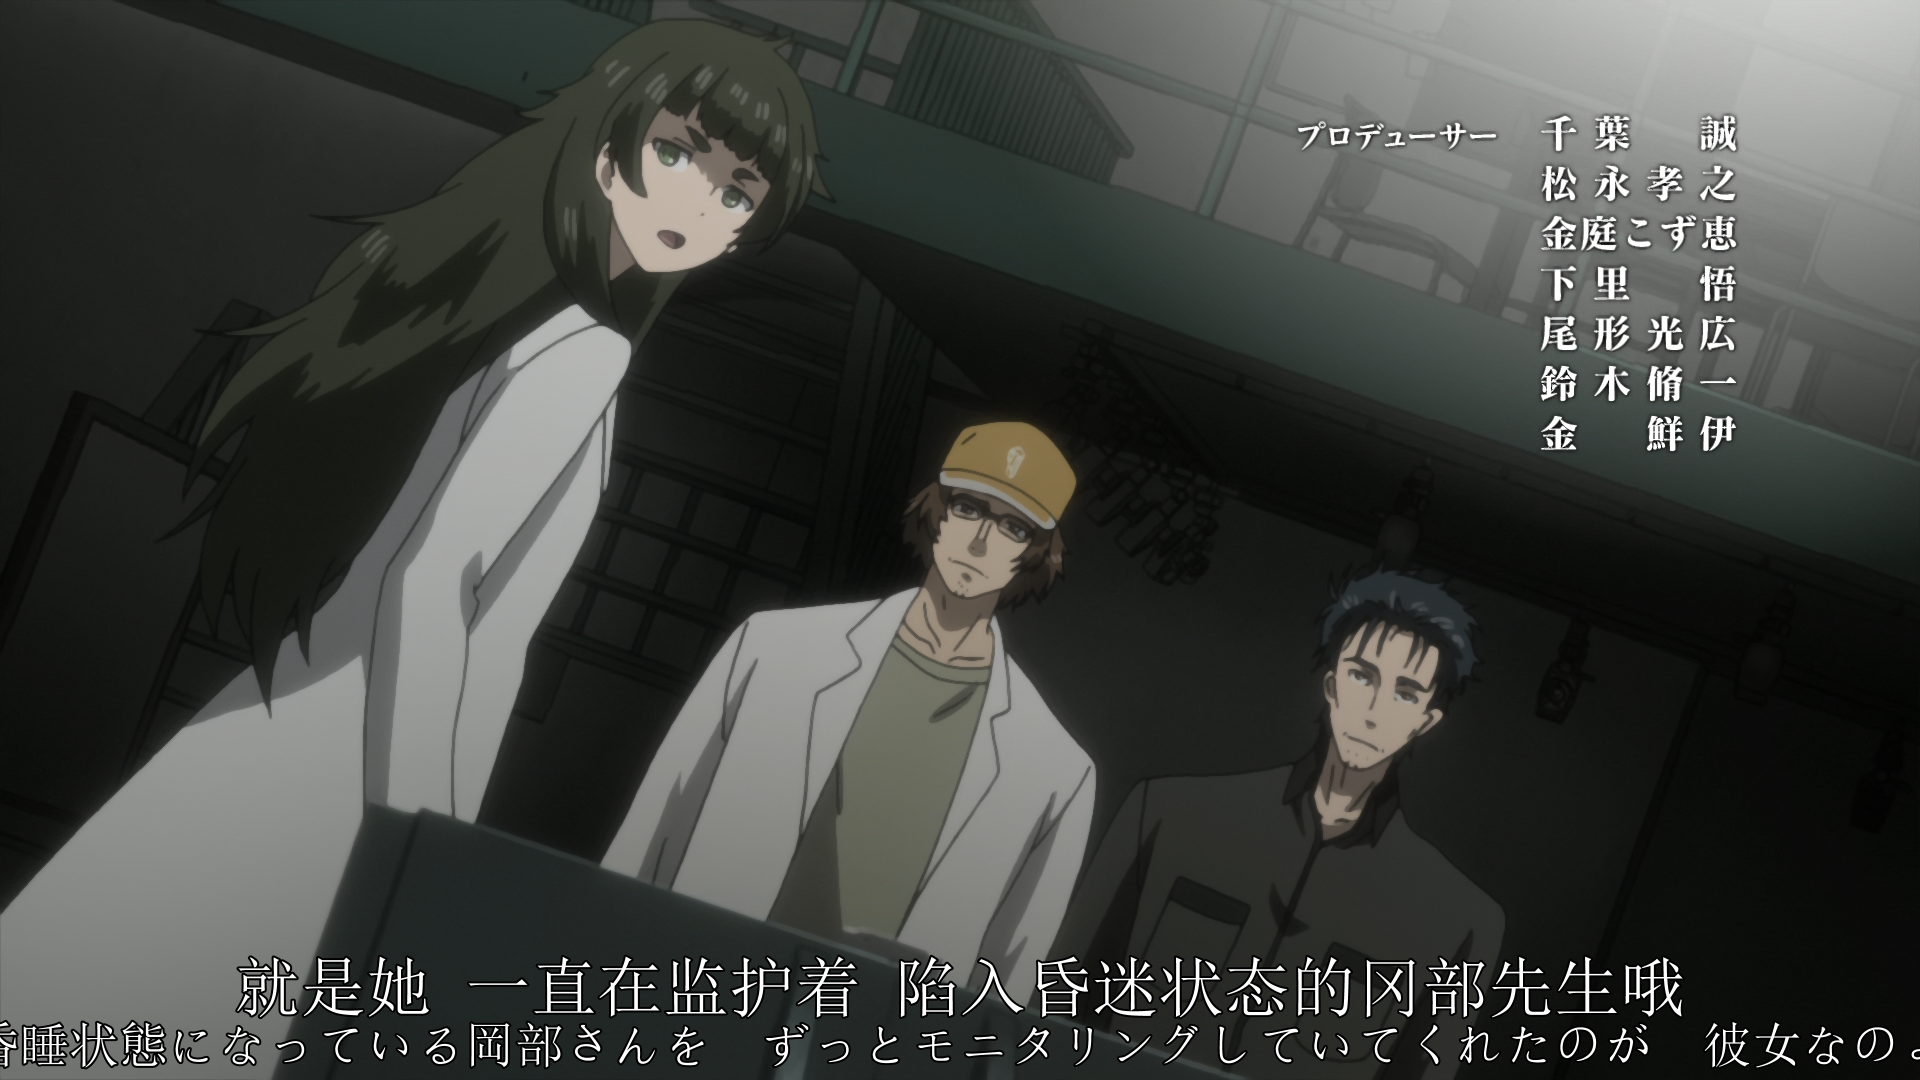 プロデューサー 千葉 誠
松永孝之
金庭こず恵
下里 悟
尾形光広
鈴木脩一
金 鮮伊
就是她 一直在监护着 陷入昏迷状态的冈部先生哦
昏睡状態になっている岡部さんを ずっとモニタリングしていてくれたのが 彼女なのよ